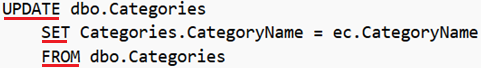 UPDATE dbo.Categories
SET Categories.CategoryName = ec.CategoryName
FROM dbo.Categories